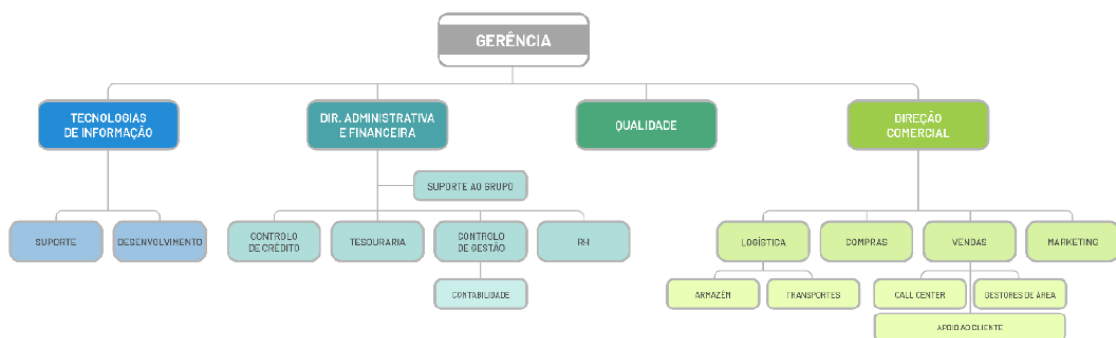 GERÊNCIA
TECNOLOGIAS
DE INFORMAÇÃO
DIR. ADMINISTRATIVA
E FINANCEIRA
QUALIDADE
DIREÇÃO
COMERCIAL
SUPORTE AO GRUPO
SUPORTE
DESENVOLVIMENTO
CONTROLO
DE CRÉDITO
TESOURARIA
CONTROLO
DE GESTÃO
RH
LOGÍSTICA
COMPRAS
VENDAS
MARKETING
CONTABILIDADE
ARMAZÉM
TRANSPORTES
CALL CENTER
GESTORES DE ÁREA
APOIO AO CLIENTE